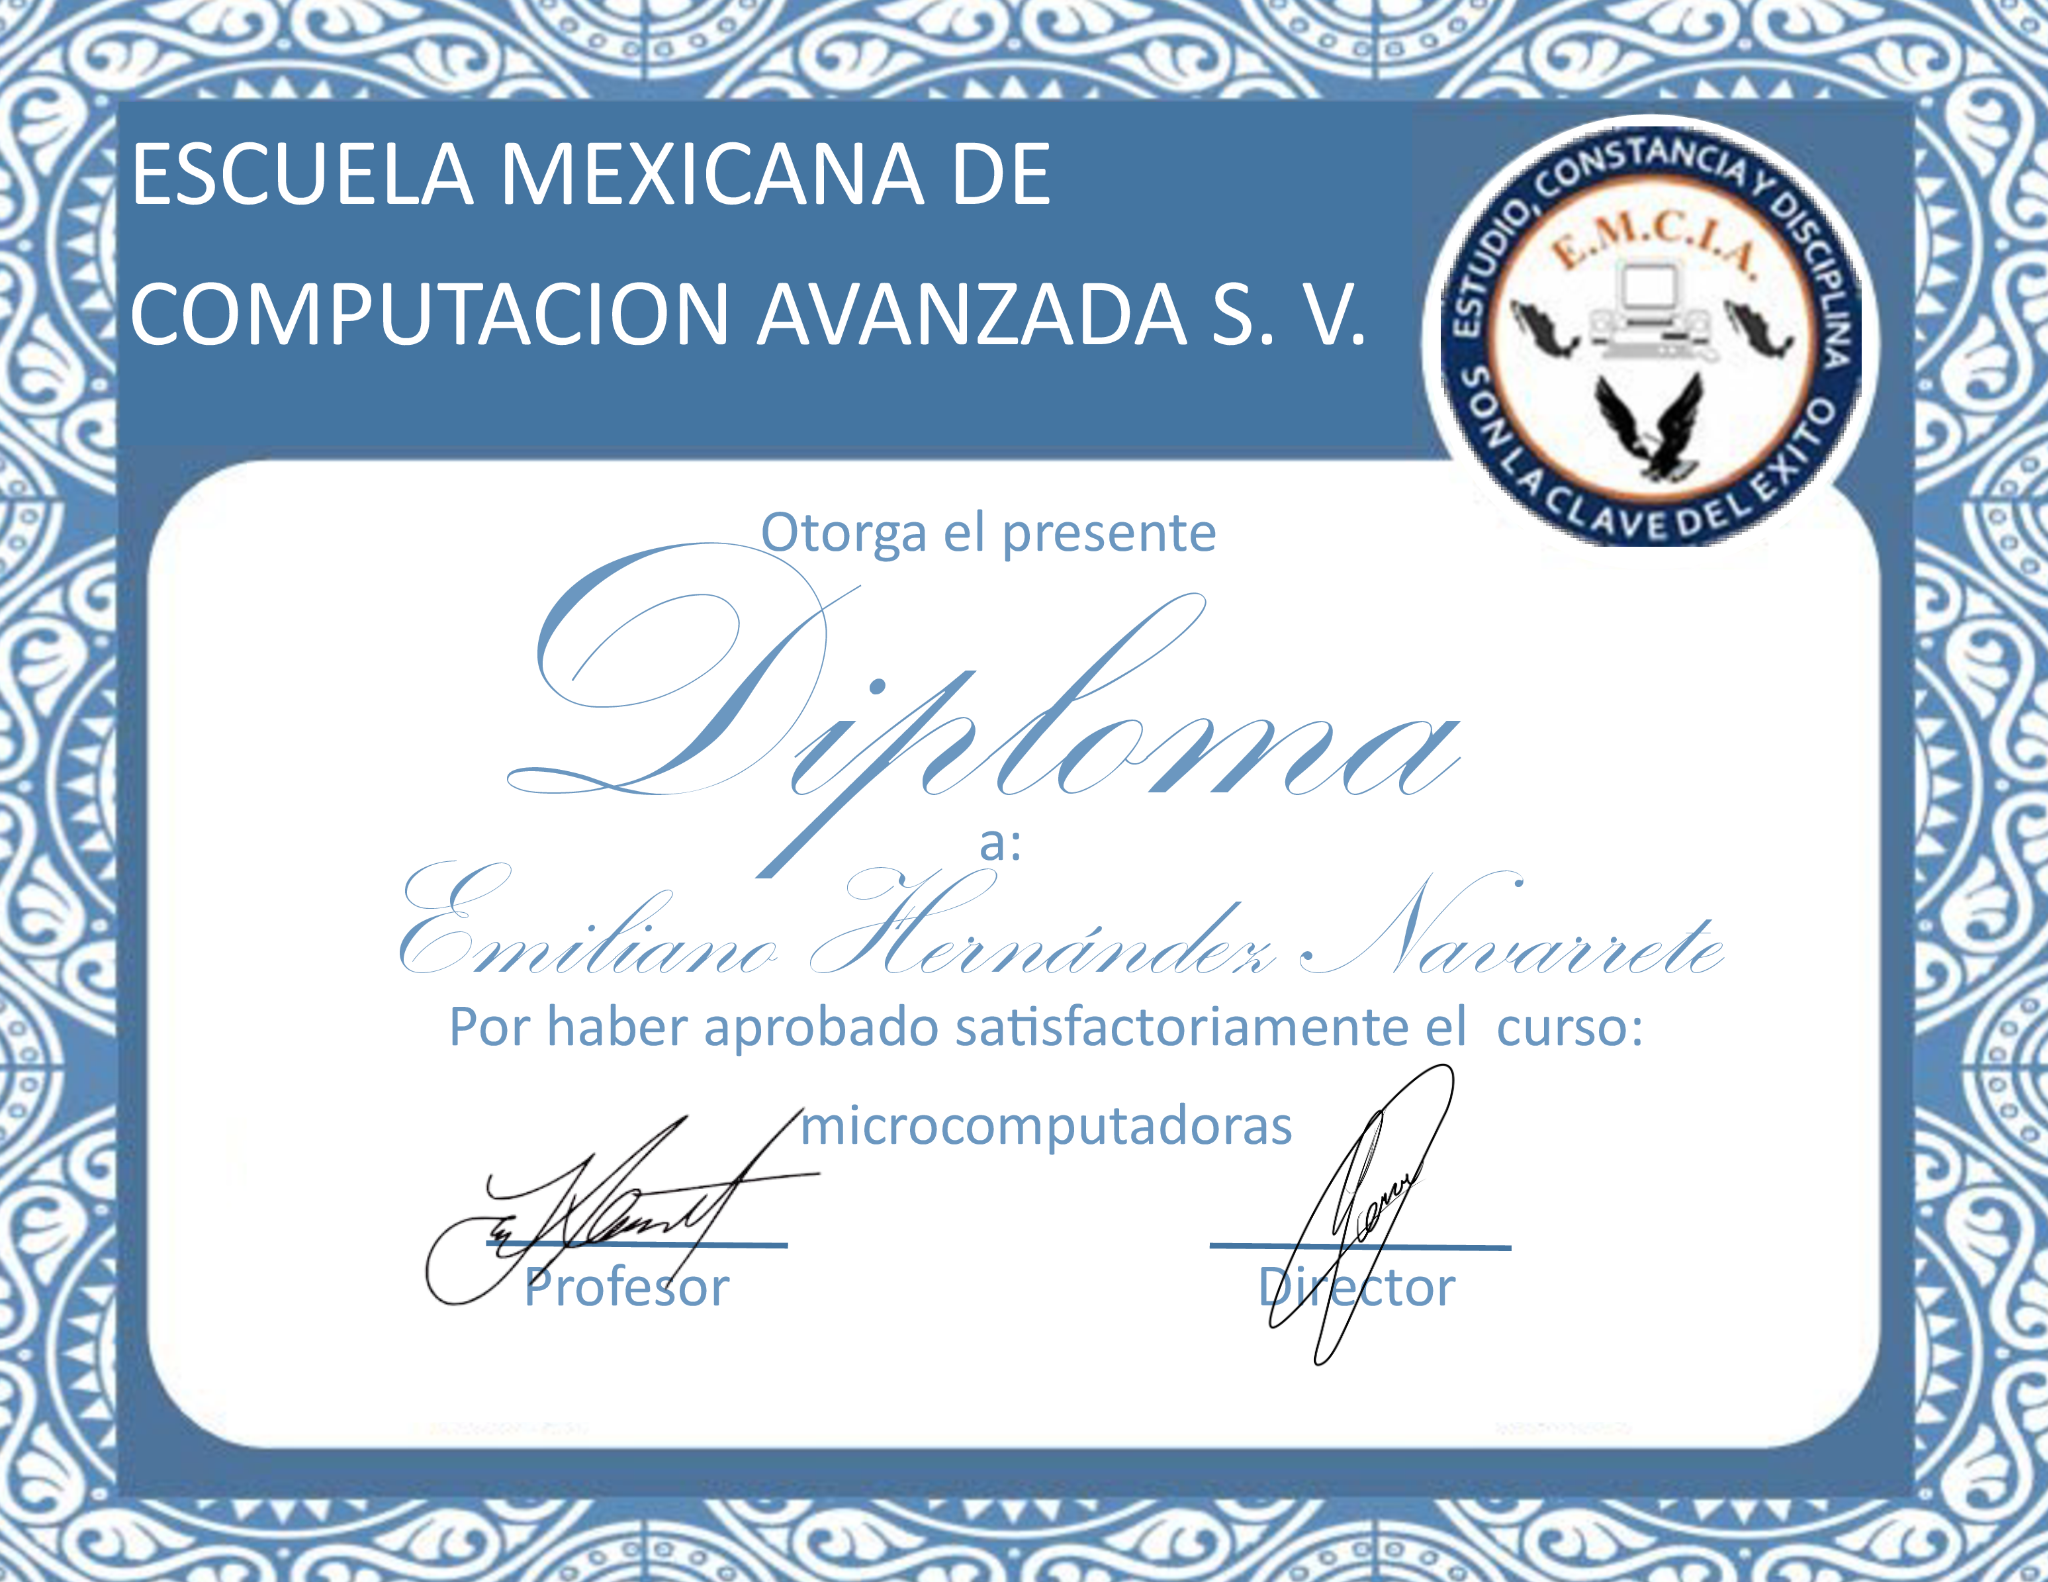 ESCUELA MEXICANA DE
COMPUTACION AVANZADA S. V.
ESTUDIO, CONSTANCIA Y DISCIPLINA
SON LA CLAVE DEL EXITO
E.M.C.I.A.
Otorga el presente
Diploma
a:
Emiliano Hernández Navarrete
Por haber aprobado satisfactoriamente el  curso:
microcomputadoras
Profesor
Director